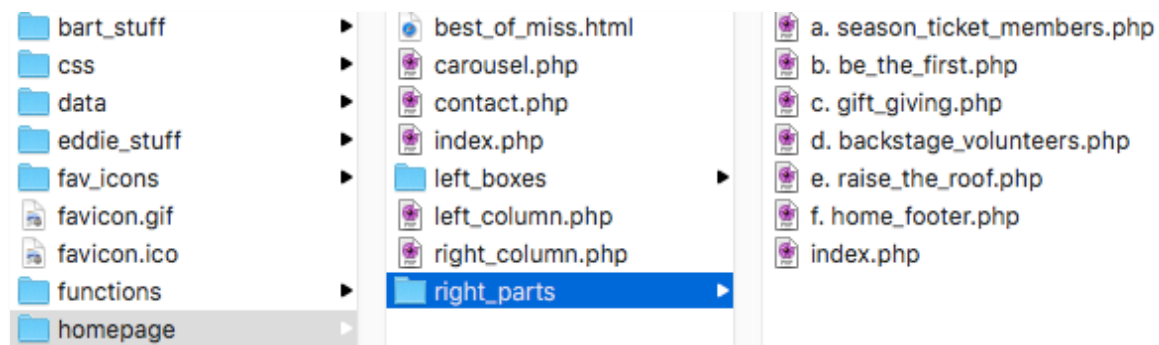 bart_stuff
css
data
eddie_stuff
fav_icons
favicon.gif
favicon.ico
functions
homepage
best_of_miss.html
carousel.php
contact.php
index.php
left_boxes
left_column.php
right_column.php
right_parts
a. season_ticket_members.php
b. be_the_first.php
c. gift_giving.php
d. backstage_volunteers.php
e. raise_the_roof.php
f. home_footer.php
index.php